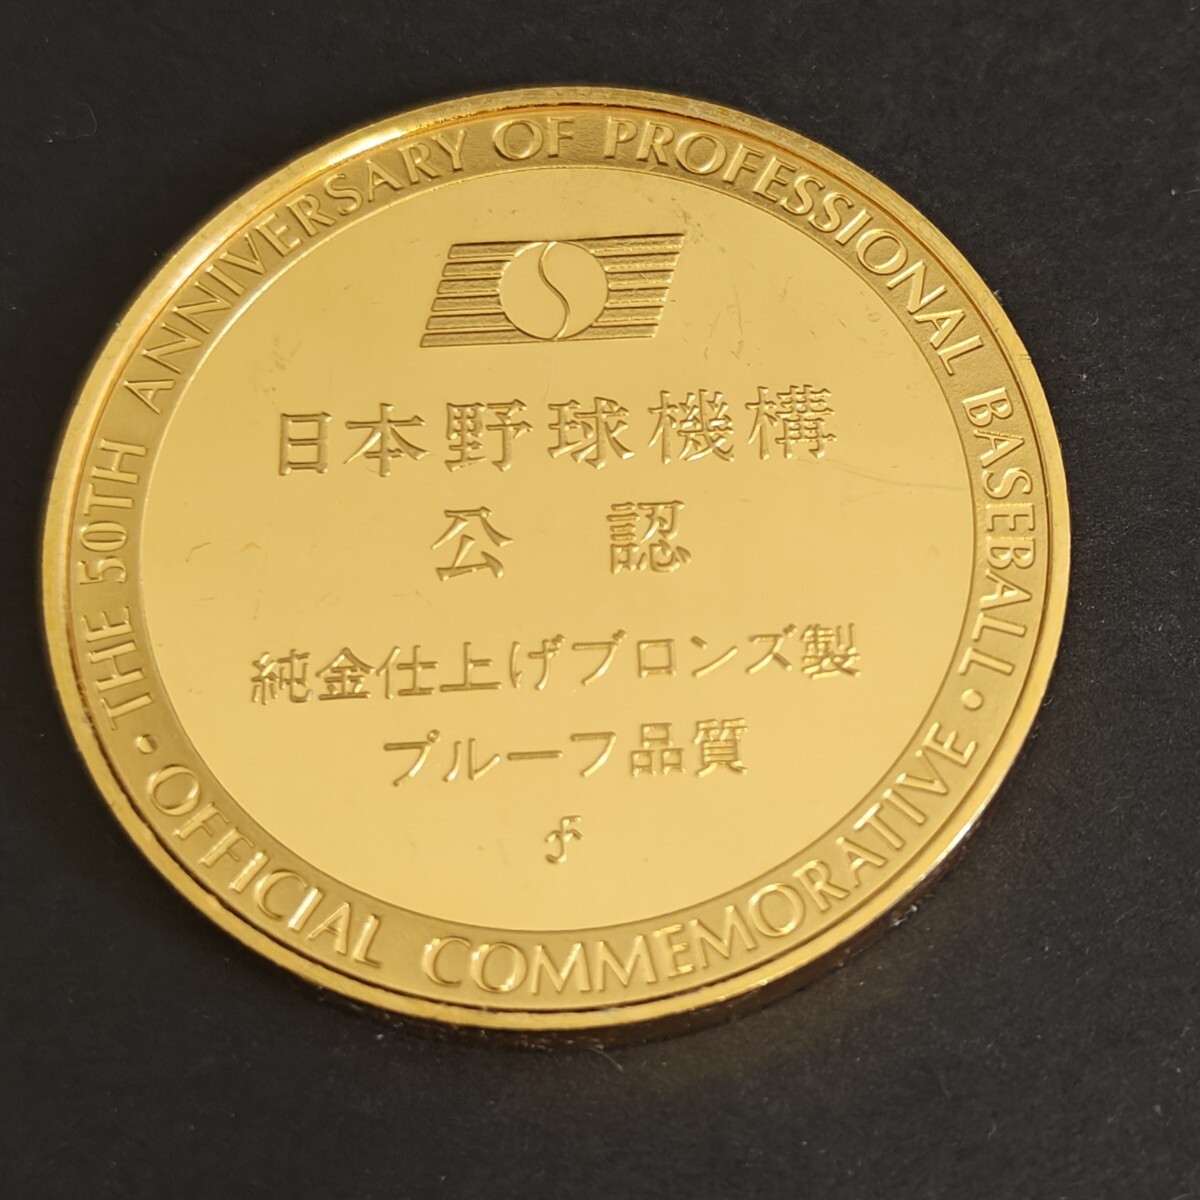 THE 50TH ANNIVERSARY OF PROFESSIONAL BASEBALL
日本野球機構
公認
純金仕上げブロンズ製
プルーフ品質
• OFFICIAL COMMEMORATIVE •